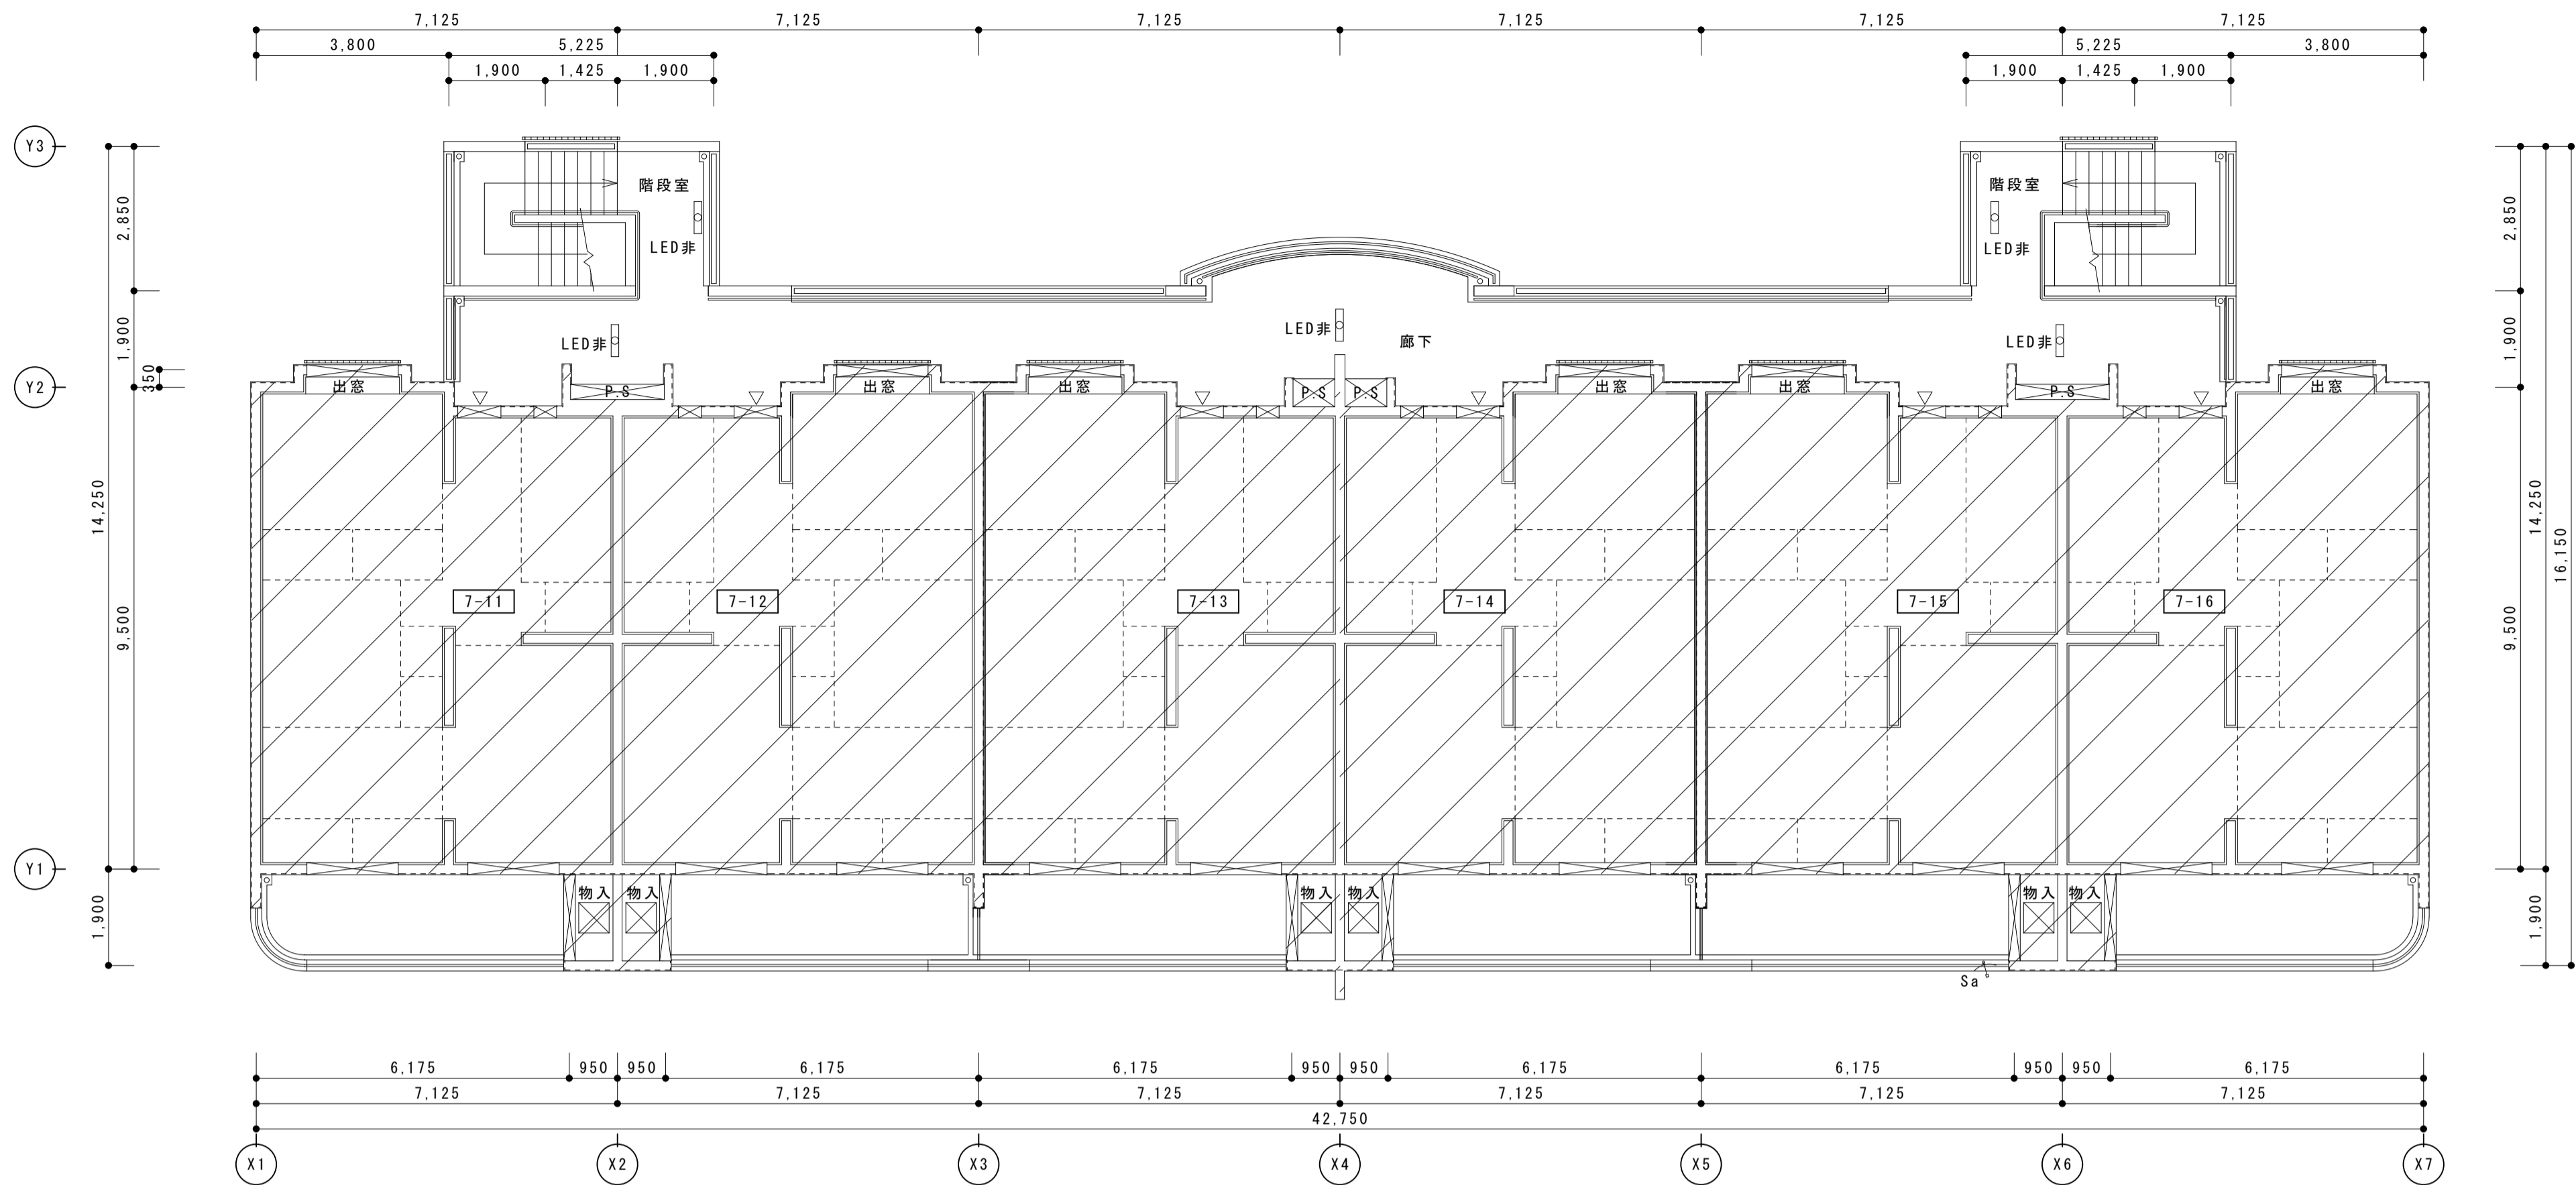 7,125 7,125 7,125 7,125 7,125 7,125
3,800 5,225 5,225 3,800
1,900 1,425 1,900 1,900 1,425 1,900
Y3
階段室 階段室
2,850 2,850
LED非 LED非
LED非 LED非 廊下 LED非
1,900 1,900
350
Y2
出窓 P.S 出窓 出窓 P.S P.S 出窓 出窓 P.S 出窓
14,250 14,250
16,150
7-11 7-12 7-13 7-14 7-15 7-16
9,500 9,500
Y1
物入 物入 物入 物入 物入 物入
1,900 1,900
Sa
6,175 950 950 6,175 6,175 950 950 6,175 6,175 950 950 6,175
7,125 7,125 7,125 7,125 7,125 7,125
42,750
X1 X2 X3 X4 X5 X6 X7